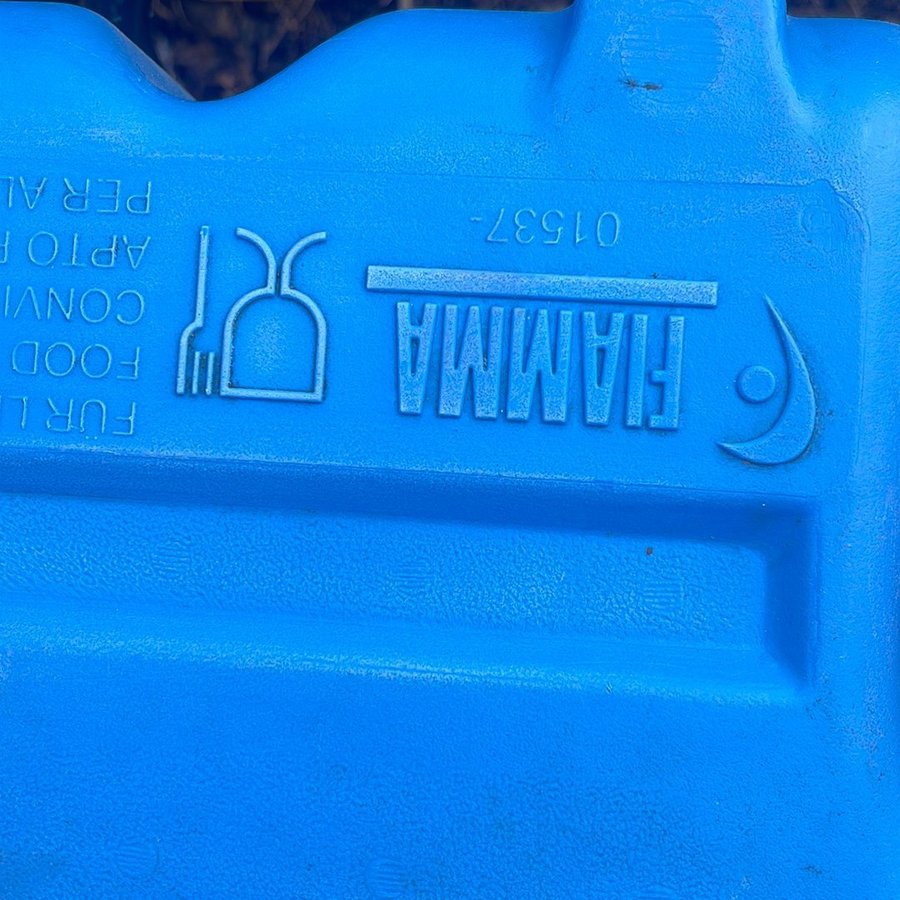 FIAMMA
01537-
FÜR
FOOD
APTO
PER